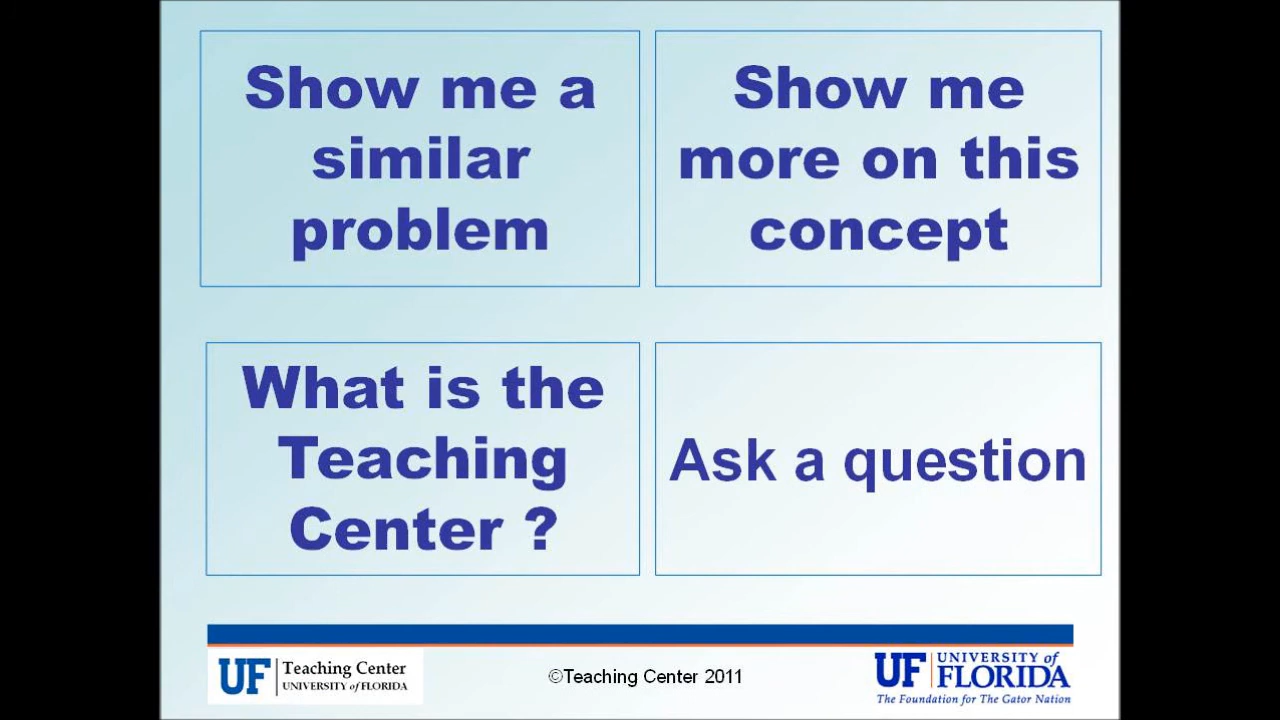 Show me a
similar
problem
Show me
more on this
concept
What is the
Teaching
Center ?
Ask a question
UF Teaching Center
UNIVERSITY of FLORIDA
©Teaching Center 2011
UF UNIVERSITY of
FLORIDA
The Foundation for The Gator Nation